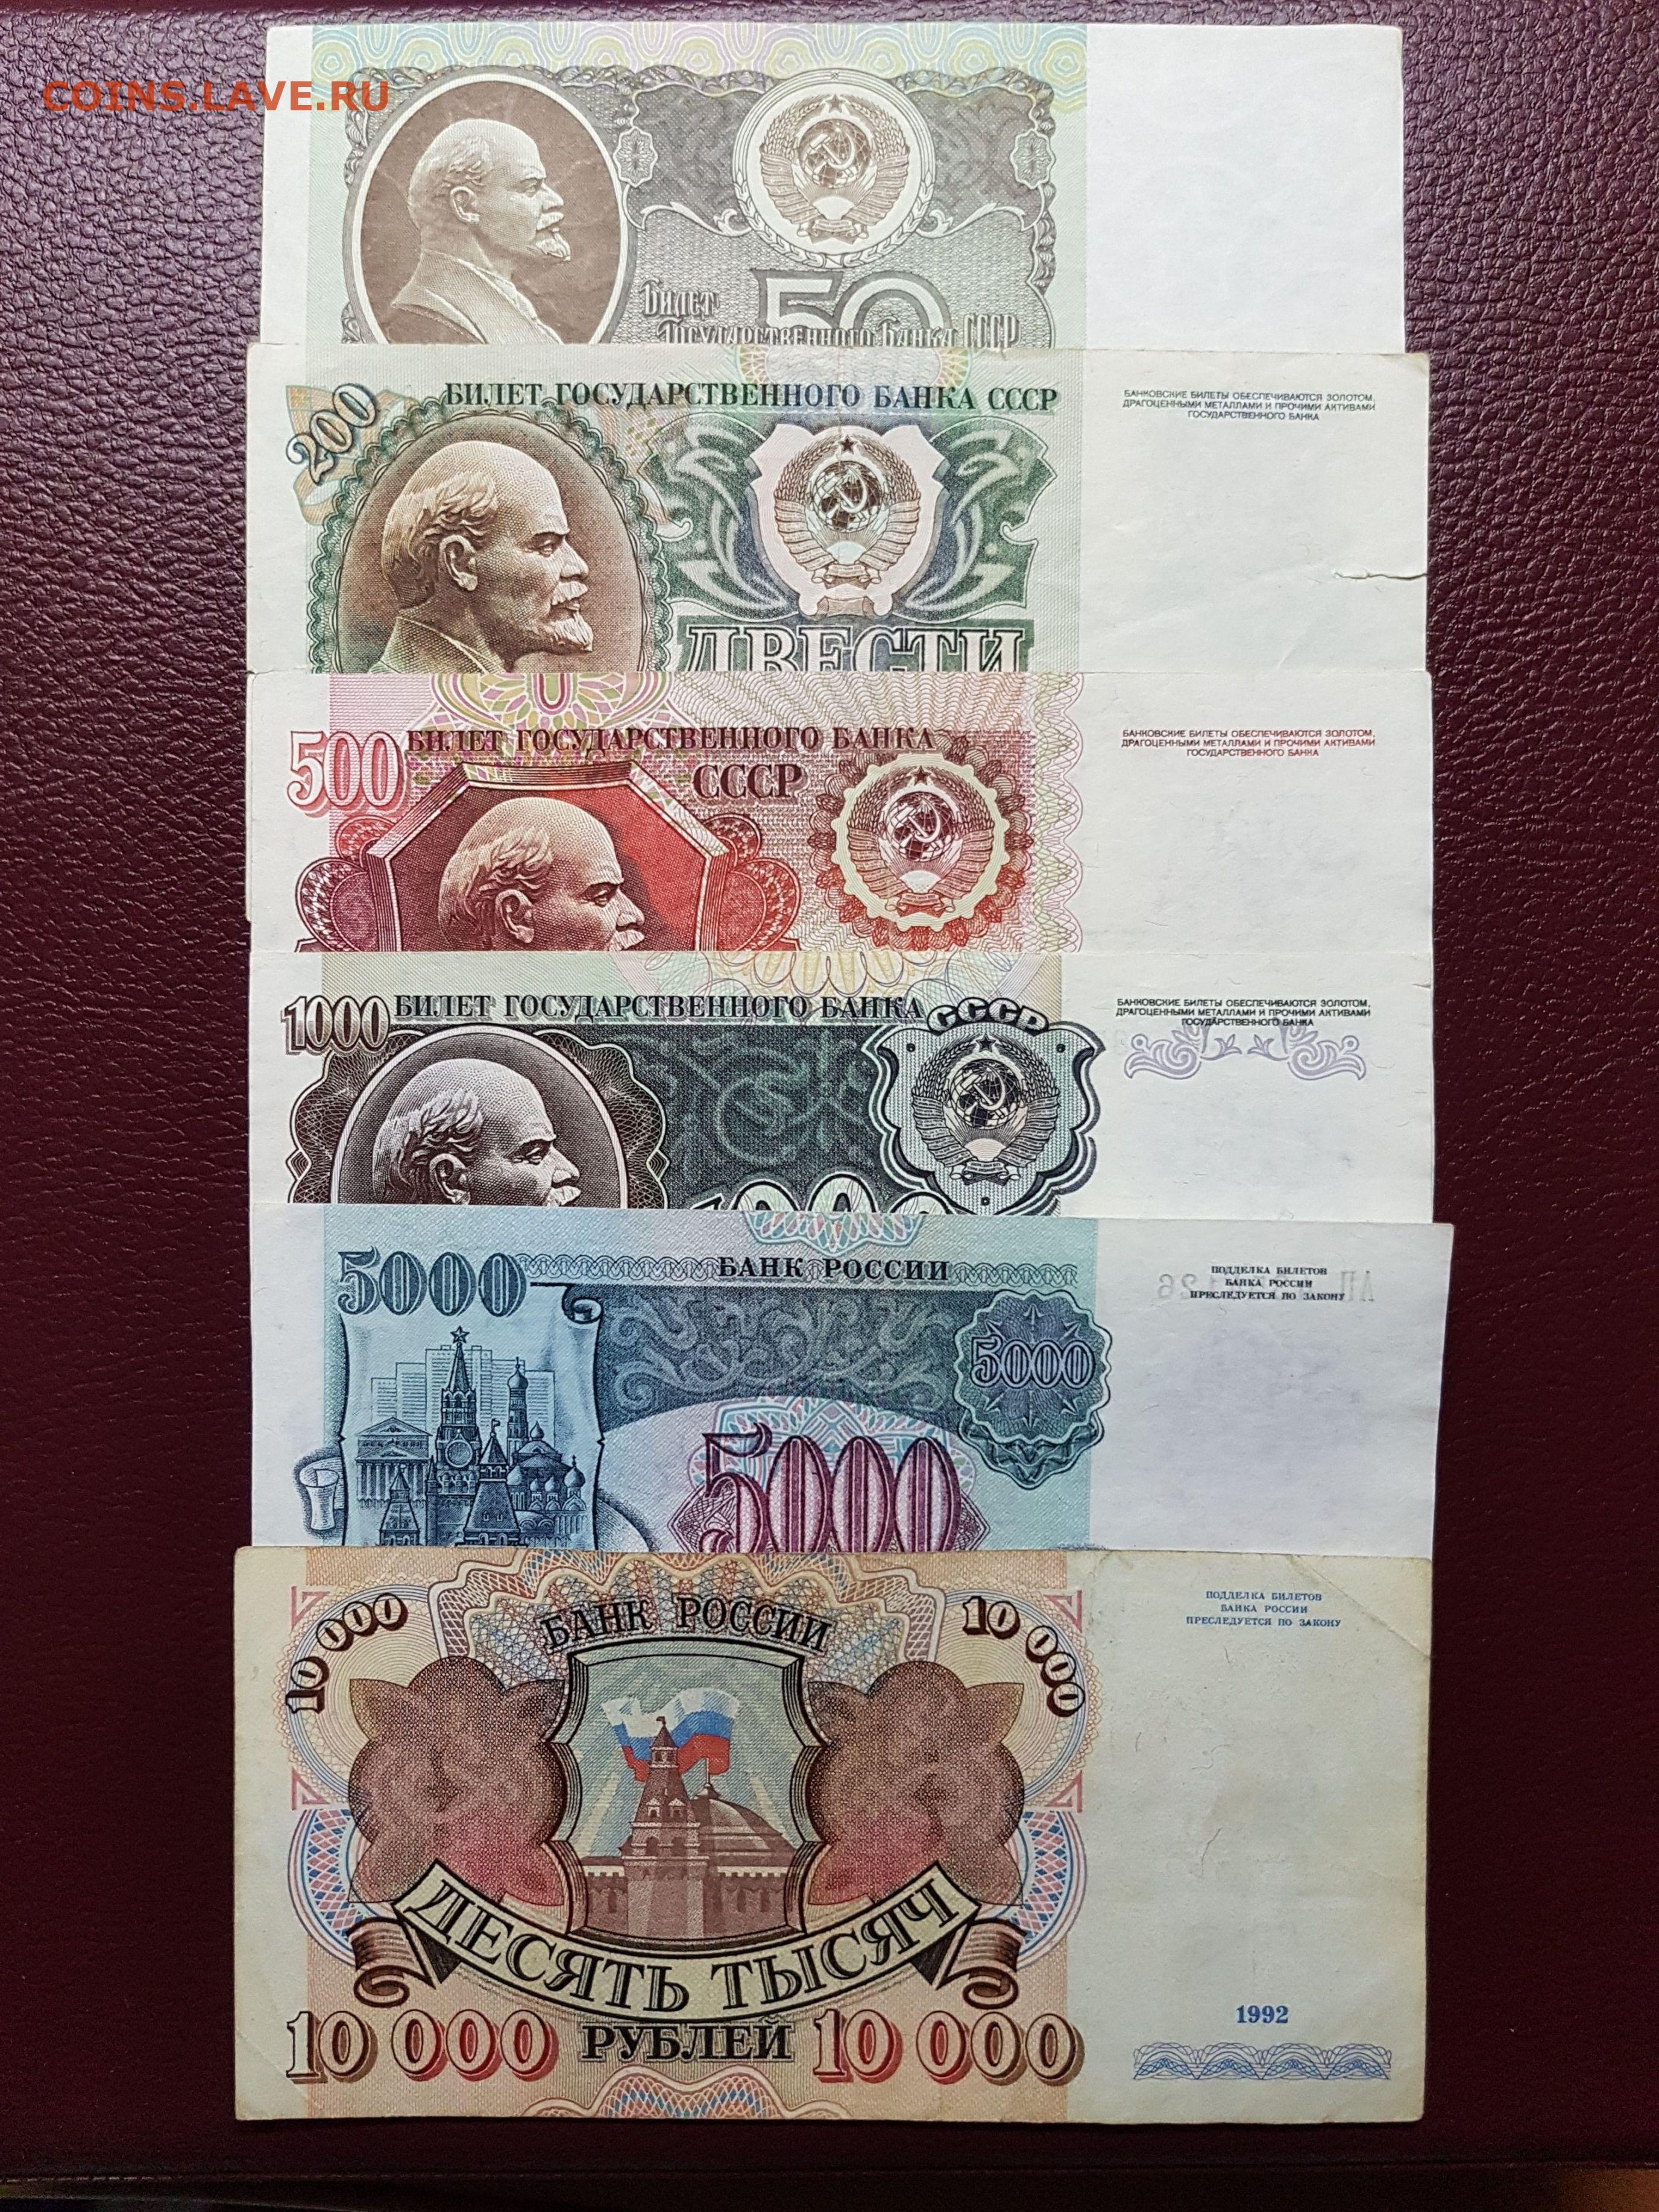 COINS.LAVE.RU
Билет
Государственного Банка СССР
50
200
БИЛЕТ ГОСУДАРСТВЕННОГО БАНКА СССР
БАНКОВСКИЕ БИЛЕТЫ ОБЕСПЕЧИВАЮТСЯ ЗОЛОТОМ,
ДРАГОЦЕННЫМИ МЕТАЛЛАМИ И ПРОЧИМИ АКТИВАМИ
ГОСУДАРСТВЕННОГО БАНКА
ДВЕСТИ
500
БИЛЕТ ГОСУДАРСТВЕННОГО БАНКА
СССР
БАНКОВСКИЕ БИЛЕТЫ ОБЕСПЕЧИВАЮТСЯ ЗОЛОТОМ,
ДРАГОЦЕННЫМИ МЕТАЛЛАМИ И ПРОЧИМИ АКТИВАМИ
ГОСУДАРСТВЕННОГО БАНКА
1000
БИЛЕТ ГОСУДАРСТВЕННОГО БАНКА
СССР
БАНКОВСКИЕ БИЛЕТЫ ОБЕСПЕЧИВАЮТСЯ ЗОЛОТОМ,
ДРАГОЦЕННЫМИ МЕТАЛЛАМИ И ПРОЧИМИ АКТИВАМИ
ГОСУДАРСТВЕННОГО БАНКА
1000
5000
БАНК РОССИИ
ПОДДЕЛКА БИЛЕТОВ
БАНКА РОССИИ
ПРЕСЛЕДУЕТСЯ ПО ЗАКОНУ
5000
5000
10 000
БАНК РОССИИ
10 000
ПОДДЕЛКА БИЛЕТОВ
БАНКА РОССИИ
ПРЕСЛЕДУЕТСЯ ПО ЗАКОНУ
ДЕСЯТЬ ТЫСЯЧ
10 000 РУБЛЕЙ 10 000
1992